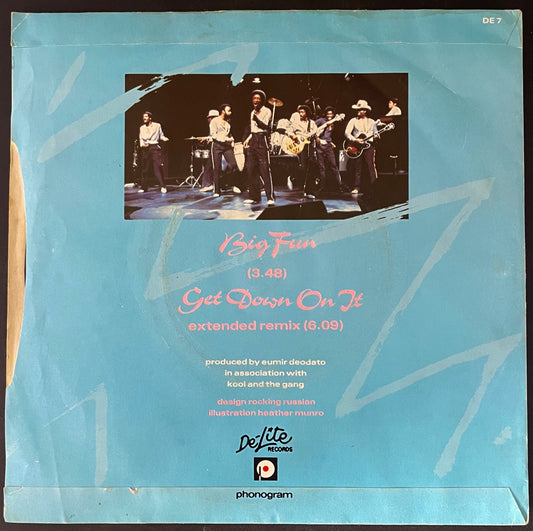 DE 7
Big Fun
(3.48)
Get Down On It
extended remix (6.09)
produced by eumir deodato
in association with
kool and the gang
design rocking russian
illustration heather munro
De-Lite
RECORDS
P
phonogram